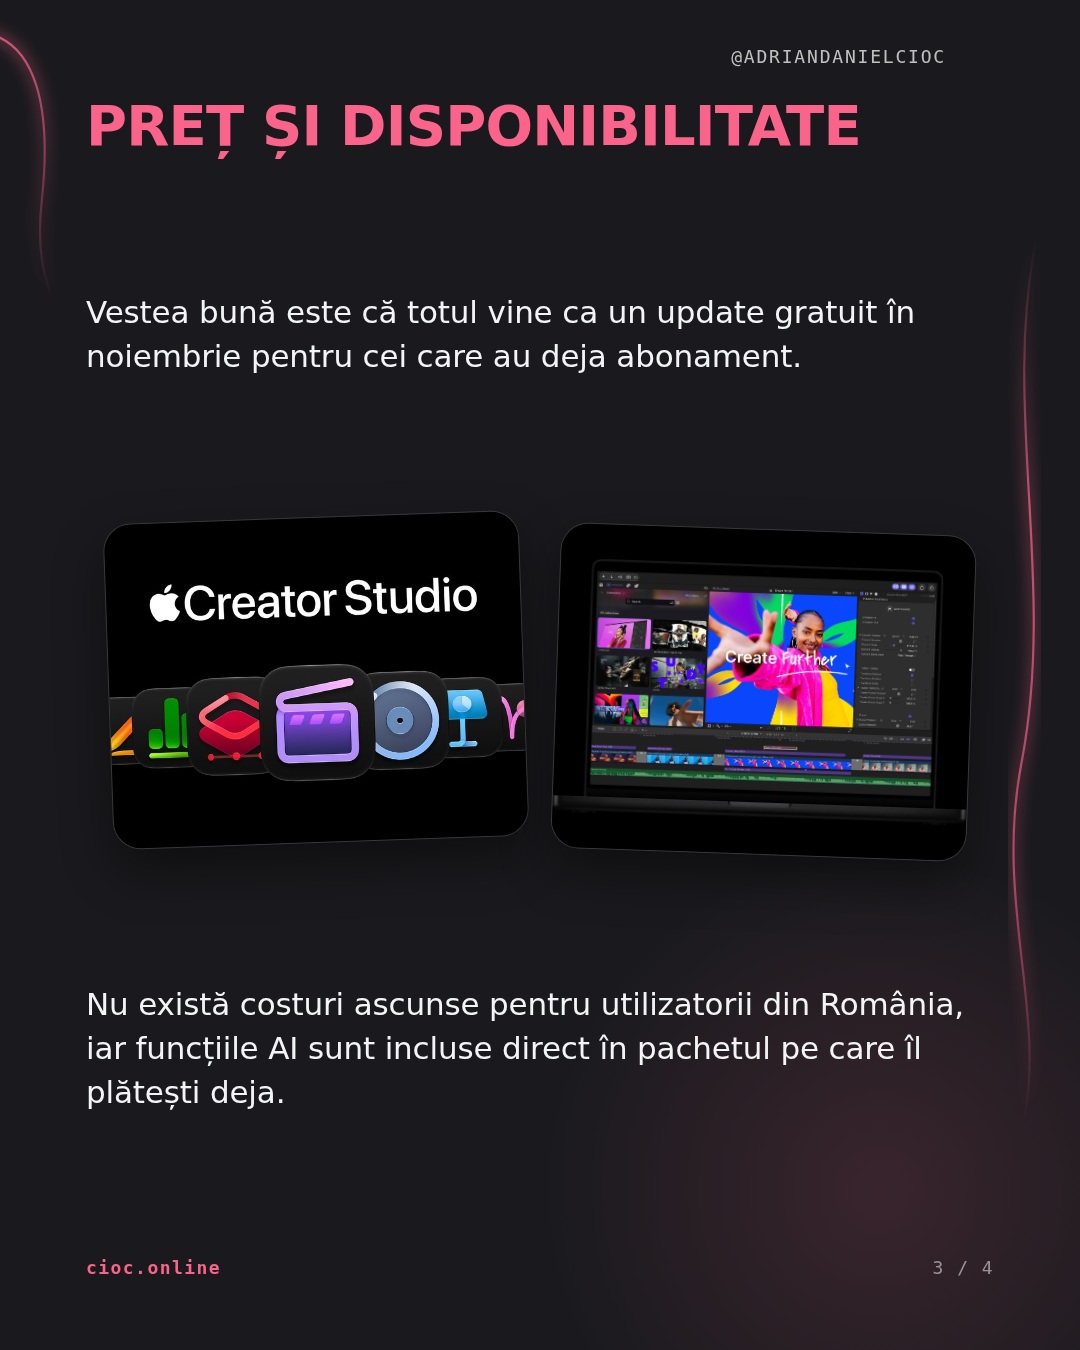 @ADRIANDANIELCIOC
PREȚ ȘI DISPONIBILITATE
Vestea bună este că totul vine ca un update gratuit în
noiembrie pentru cei care au deja abonament.
Creator Studio
Create Further
Nu există costuri ascunse pentru utilizatorii din România,
iar funcțiile AI sunt incluse direct în pachetul pe care îl
plătești deja.
cioc.online
3 / 4